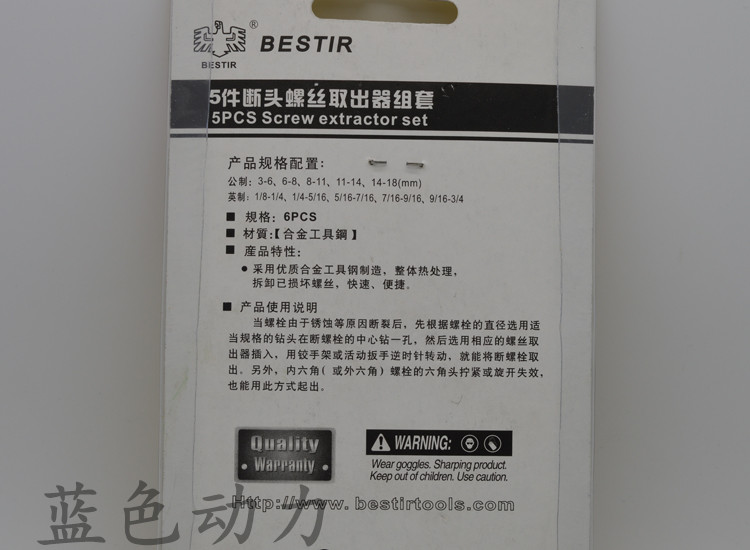 BESTIR ® BESTIR
5件断头螺丝取出器组套
5PCS Screw extractor set
产品规格配置:
公制: 3-6, 6-8, 8-11, 11-14, 14-18(mm)
英制: 1/8-1/4, 1/4-5/16, 5/16-7/16, 7/16-9/16, 9/16-3/4
■ 規格: 6PCS
■ 材質:【合金工具鋼】
■ 産品特性:
● 采用优质合金工具钢制造，整体热处理，
拆卸已损坏螺丝，快速、便捷。
■ 产品使用说明
当螺栓由于锈蚀等原因断裂后，先根据螺栓的直径选用适
当规格的钻头在断螺栓的中心钻一孔，然后选用相应的螺丝取
出器插入，用铰手架或活动扳手逆时针转动，就能将断螺栓取
出。另外，内六角( 或外六角) 螺栓的六角头拧紧或旋开失效，
也能用此方式起出。
Quality
Warranty
WARNING:
Wear goggles. Sharping product.
Keep out of children. Use caution.
Http://www.bestirtools.com
蓝色动力